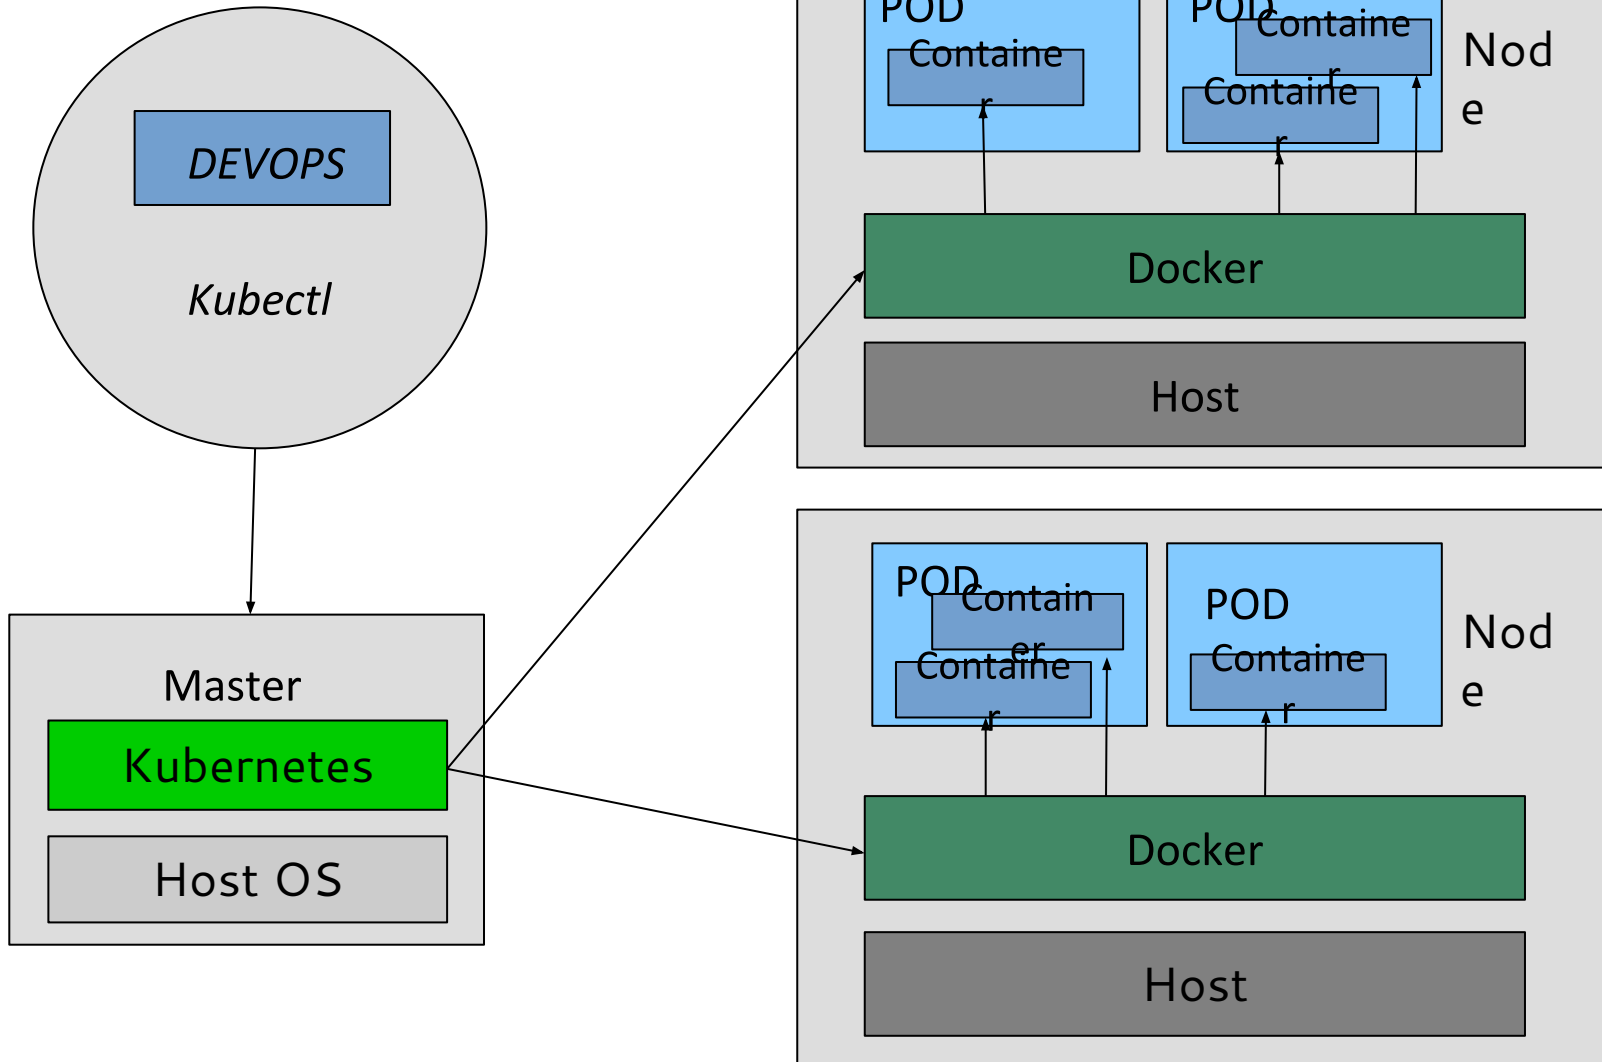 DEVOPS
Kubectl
Master
Kubernetes
Host OS
POD
Containe
r
POD
Containe
r
Containe
r
Nod
e
Docker
Host
POD
Contain
er
Containe
r
POD
Containe
r
Nod
e
Docker
Host